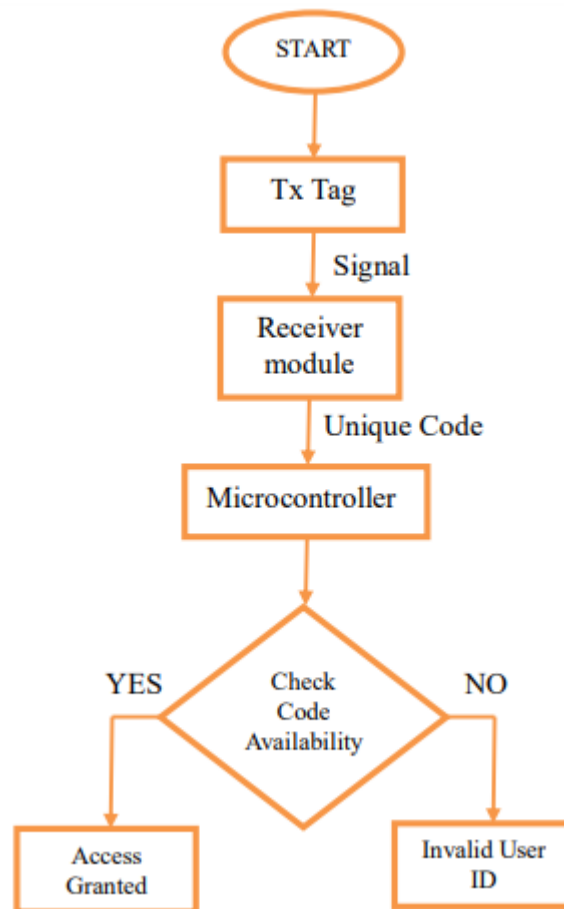 START
Tx Tag
Signal
Receiver
module
Unique Code
Microcontroller
YES
Check
Code
Availability
NO
Access
Granted
Invalid User
ID